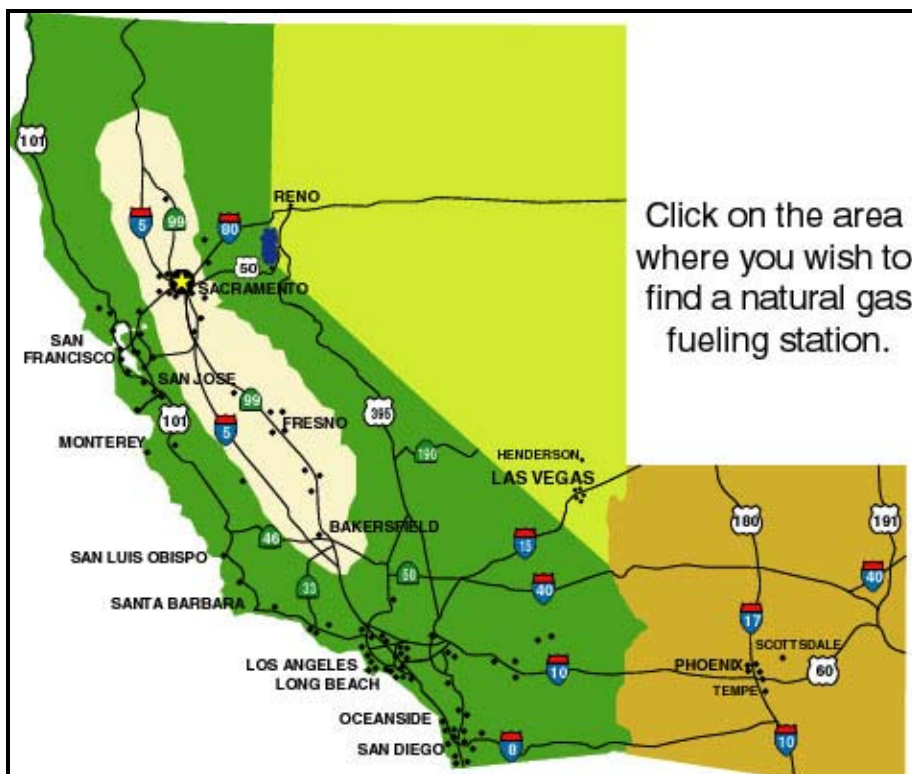 101
5
99
80
RENO
50
SACRAMENTO
Click on the area
where you wish to
find a natural gas
fueling station.
SAN
FRANCISCO
SAN JOSE
99
101
5
FRESNO
395
MONTEREY
190
HENDERSON
LAS VEGAS
BAKERSFIELD
46
15
180
191
SAN LUIS OBISPO
33
58
40
40
SANTA BARBARA
17
SCOTTSDALE
LOS ANGELES
10
PHOENIX
60
LONG BEACH
TEMPE
OCEANSIDE
SAN DIEGO
8
10